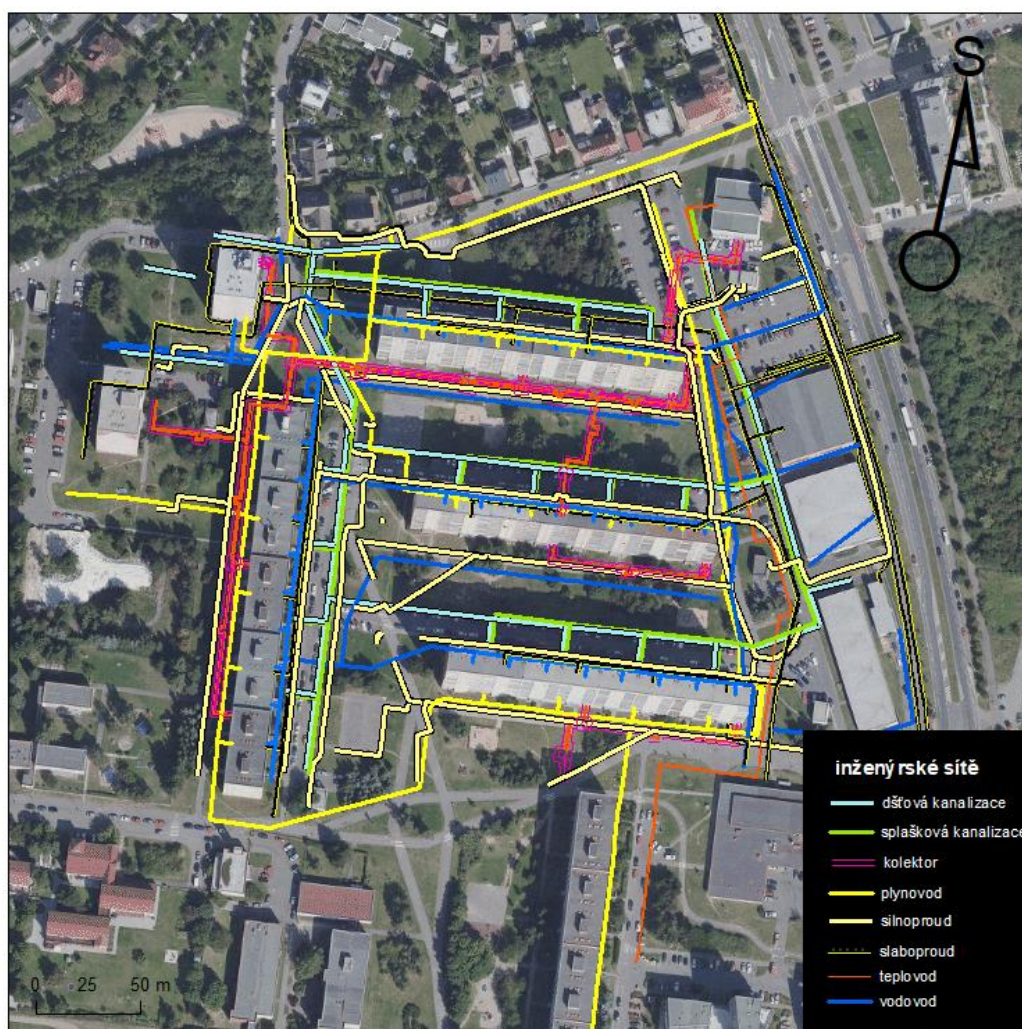 S
inženýrské sítě
dšťová kanalizace
splašková kanalizace
kolektor
plynovod
silnoproud
slaboproud
teplovod
vodovod
0 25 50 m